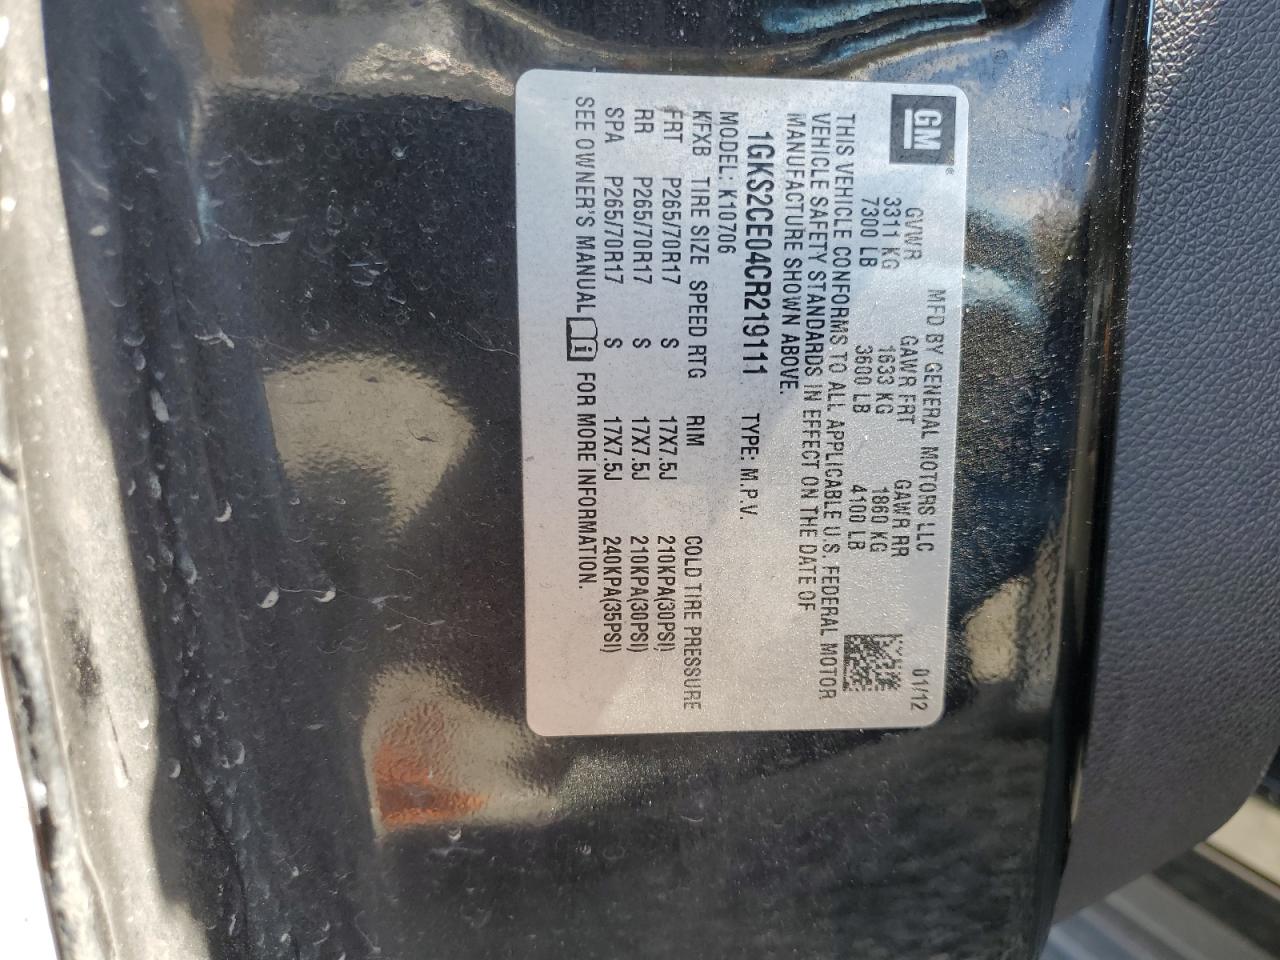 GM®
MFD BY GENERAL MOTORS LLC 01/12
GVWR GAWR FRT GAWR RR
3311 KG 1633 KG 1860 KG
7300 LB 3600 LB 4100 LB
THIS VEHICLE CONFORMS TO ALL APPLICABLE U.S. FEDERAL MOTOR
VEHICLE SAFETY STANDARDS IN EFFECT ON THE DATE OF
MANUFACTURE SHOWN ABOVE.
1GKS2CE04CR219111 TYPE: M.P.V.
MODEL: K10706
KFXB TIRE SIZE SPEED RTG RIM COLD TIRE PRESSURE
FRT P265/70R17 S 17X7.5J 210KPA(30PSI)
RR P265/70R17 S 17X7.5J 210KPA(30PSI)
SPA P265/70R17 S 17X7.5J 240KPA(35PSI)
SEE OWNER'S MANUAL i FOR MORE INFORMATION.